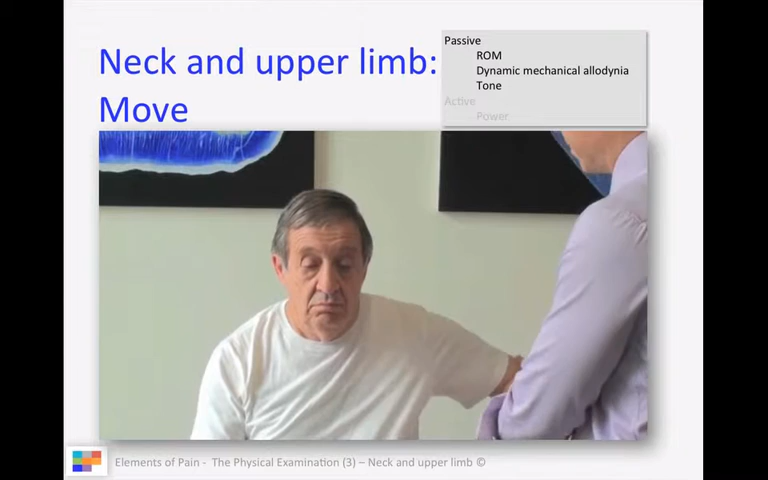 Neck and upper limb:
Move
Passive
ROM
Dynamic mechanical allodynia
Tone
Active
Power
Elements of Pain - The Physical Examination (3) – Neck and upper limb ©